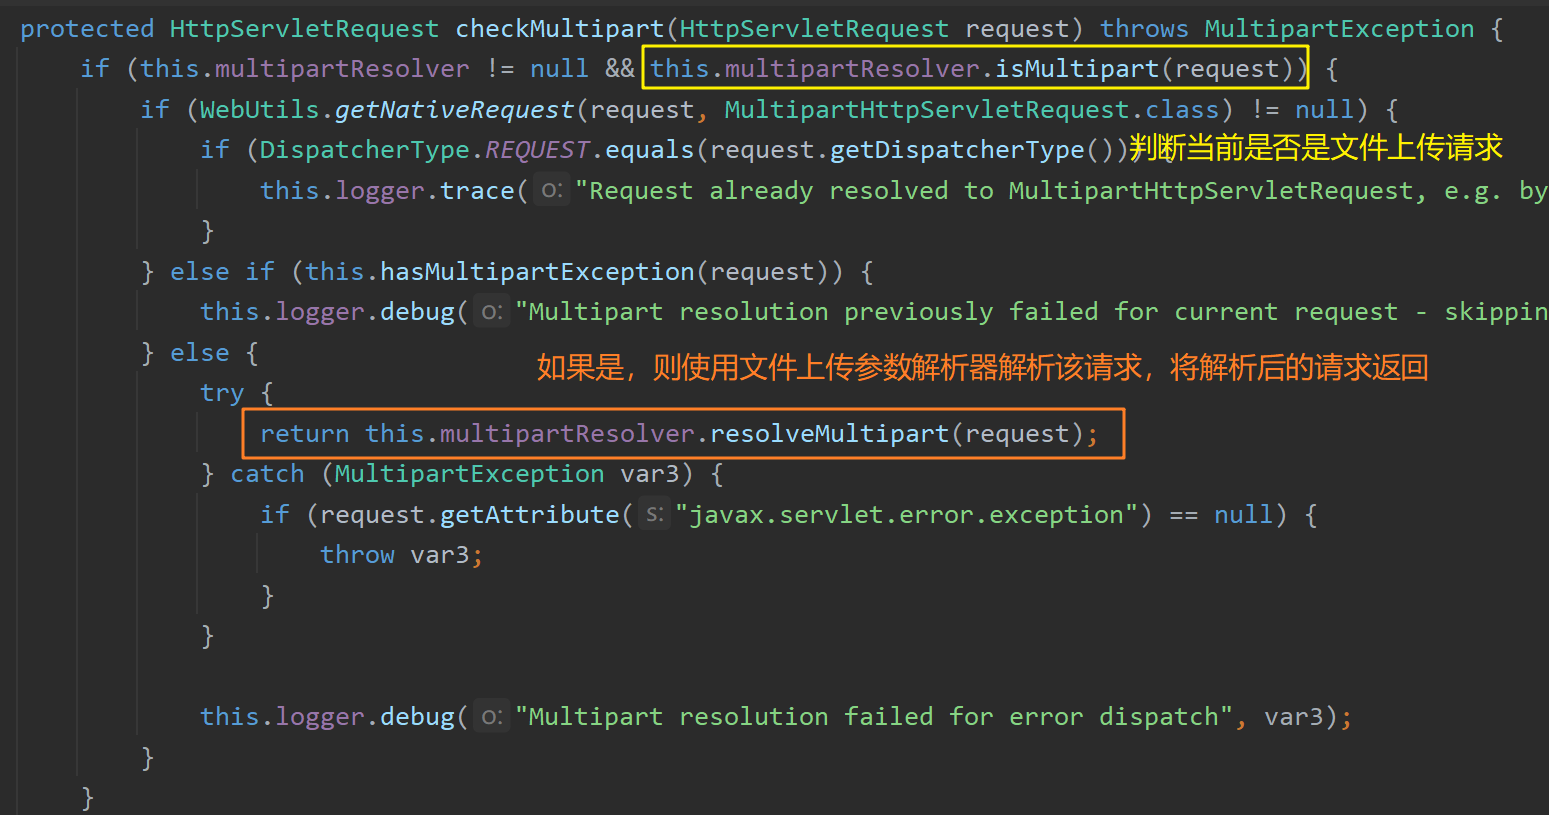 protected HttpServletRequest checkMultipart(HttpServletRequest request) throws MultipartException {
if (this.multipartResolver != null && this.multipartResolver.isMultipart(request)) {
if (WebUtils.getNativeRequest(request, MultipartHttpServletRequest.class) != null) {
if (DispatcherType.REQUEST.equals(request.getDispatcherType())) {
判断当前是否是文件上传请求
this.logger.trace( o: "Request already resolved to MultipartHttpServletRequest, e.g. by
}
} else if (this.hasMultipartException(request)) {
this.logger.debug( o: "Multipart resolution previously failed for current request - skippin
} else {
如果是，则使用文件上传参数解析器解析该请求，将解析后的请求返回
try {
return this.multipartResolver.resolveMultipart(request);
} catch (MultipartException var3) {
if (request.getAttribute( s: "javax.servlet.error.exception") == null) {
throw var3;
}
}
this.logger.debug( o: "Multipart resolution failed for error dispatch", var3);
}
}